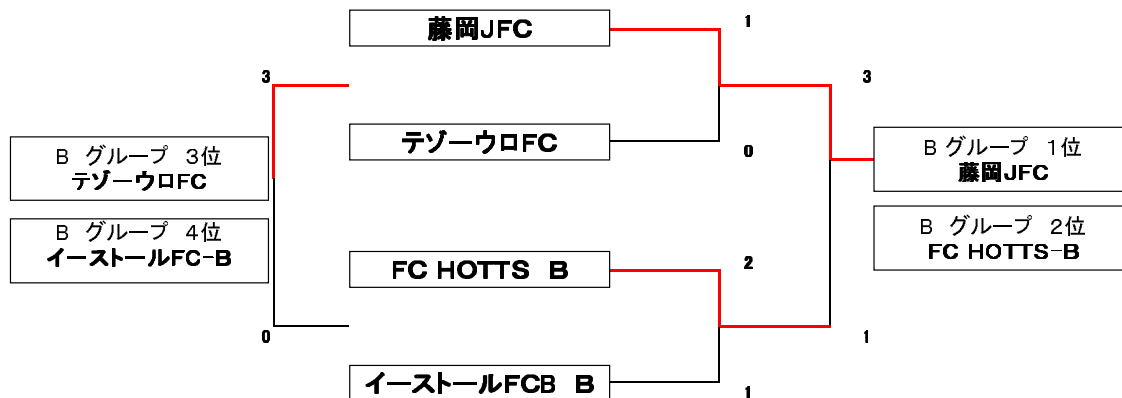 藤岡JFC
1
3
3
テゾーウロFC
0
B グループ 3位
テゾーウロFC
B グループ 1位
藤岡JFC
B グループ 4位
イーストールFC-B
B グループ 2位
FC HOTTS-B
FC HOTTS B
2
0
1
イーストールFCB B
1